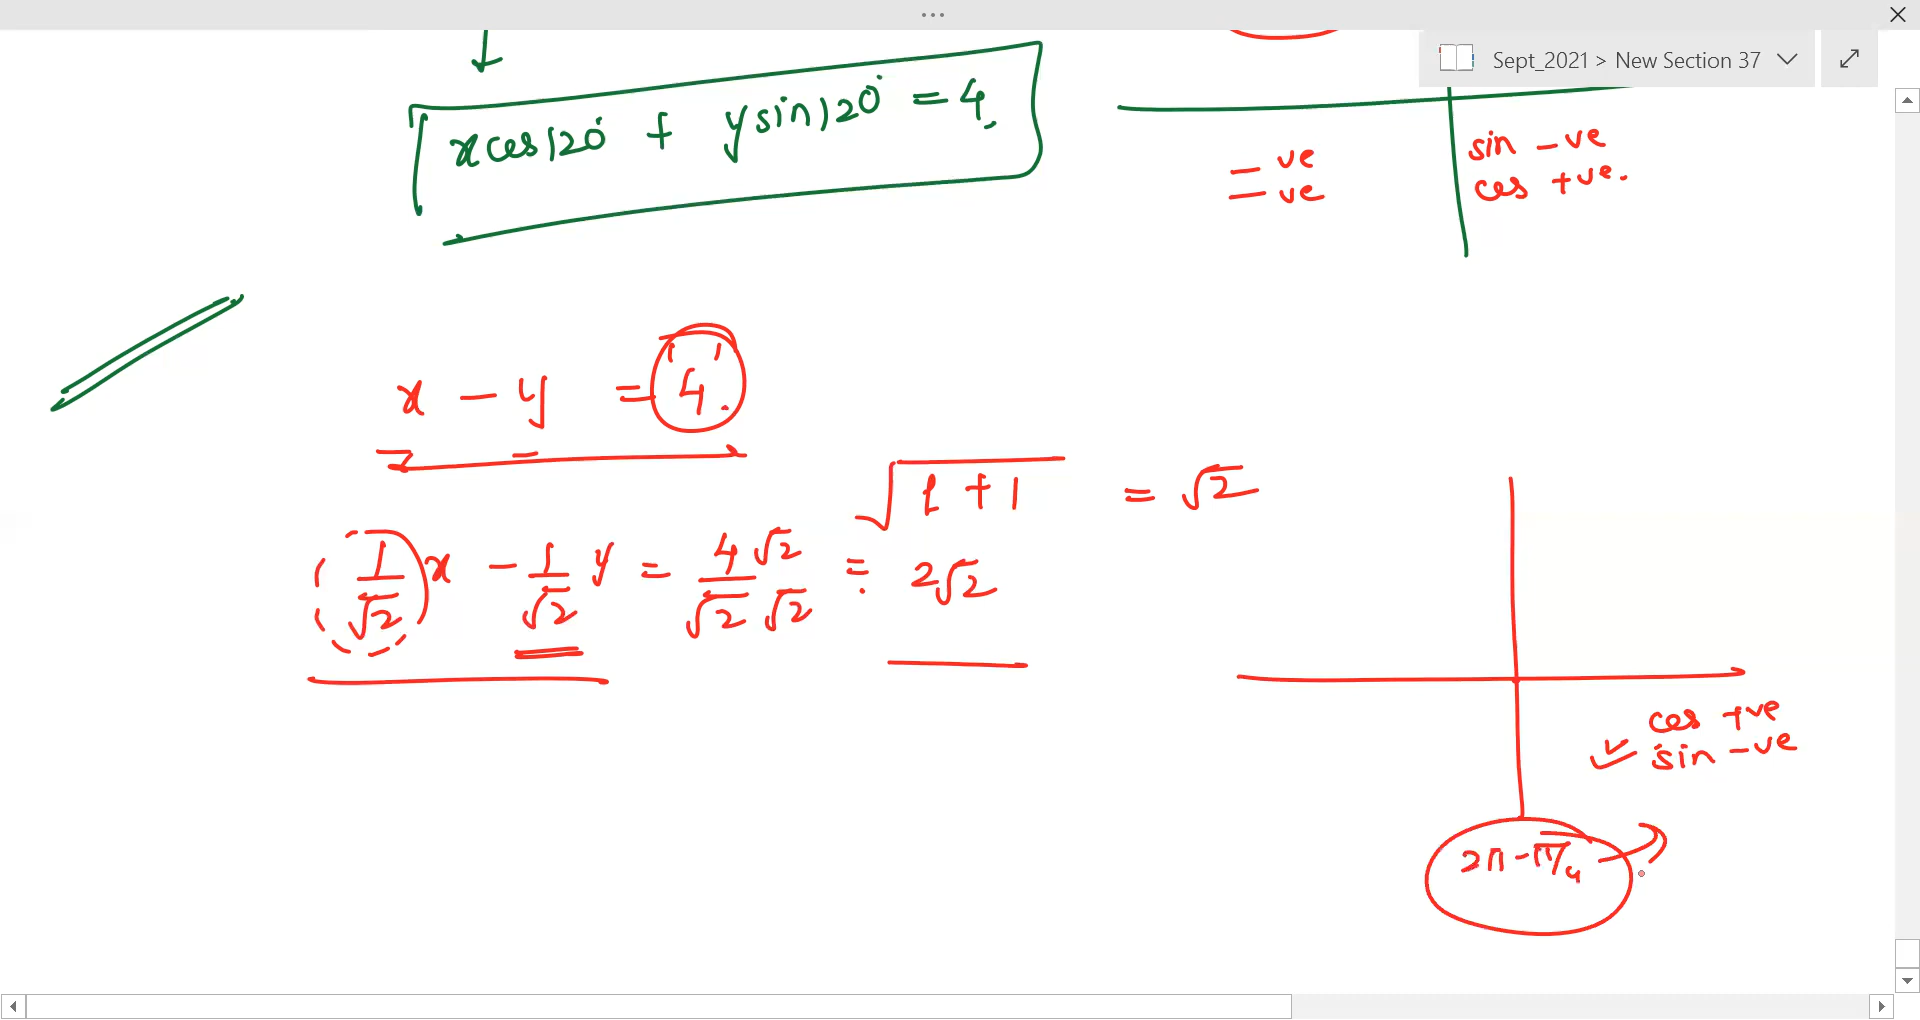 Sept_2021 > New Section 37
x cos 120° + y sin 120° = 4.
sin -ve
cos +ve.
- ve
- ve
x - y = 4.
√1 + 1 = √2
1/√2 x - 1/√2 y = 4√2/√2√2 = 2√2
cos +ve
sin -ve
2π - π/4